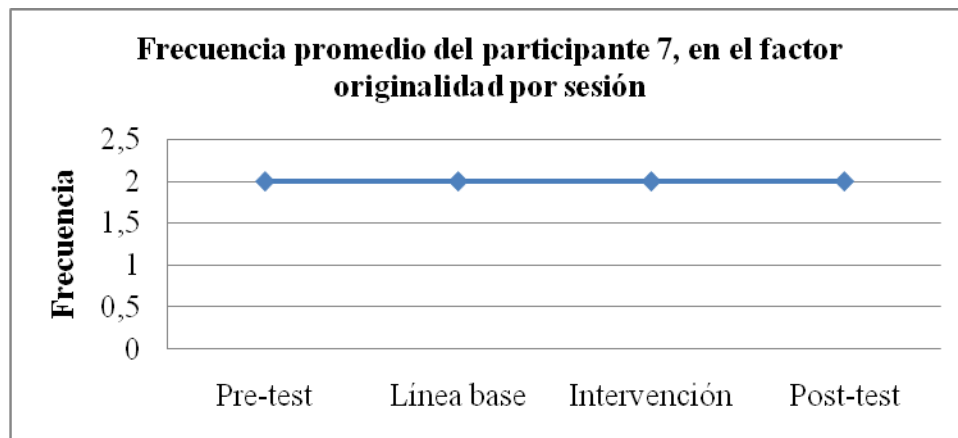 Frecuencia promedio del participante 7, en el factor
originalidad por sesión
Frecuencia
2,5
2
1,5
1
0,5
0
Pre-test Línea base Intervención Post-test